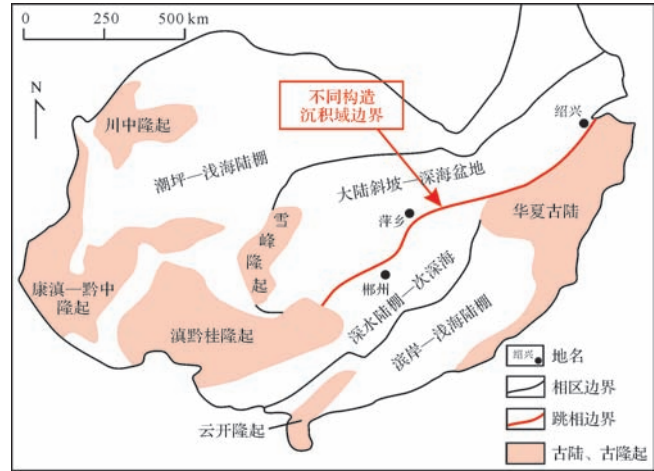 0 250 500 km
N
不同构造
沉积域边界
绍兴
川中隆起
潮坪—浅海陆棚
大陆斜坡—深海盆地
华夏古陆
萍乡
雪峰隆起
郴州
康滇—黔中
隆起
深水陆棚—次深海
滇黔桂隆起
滨岸—浅海陆棚
云开隆起
绍兴 地名
相区边界
跳相边界
古陆、古隆起